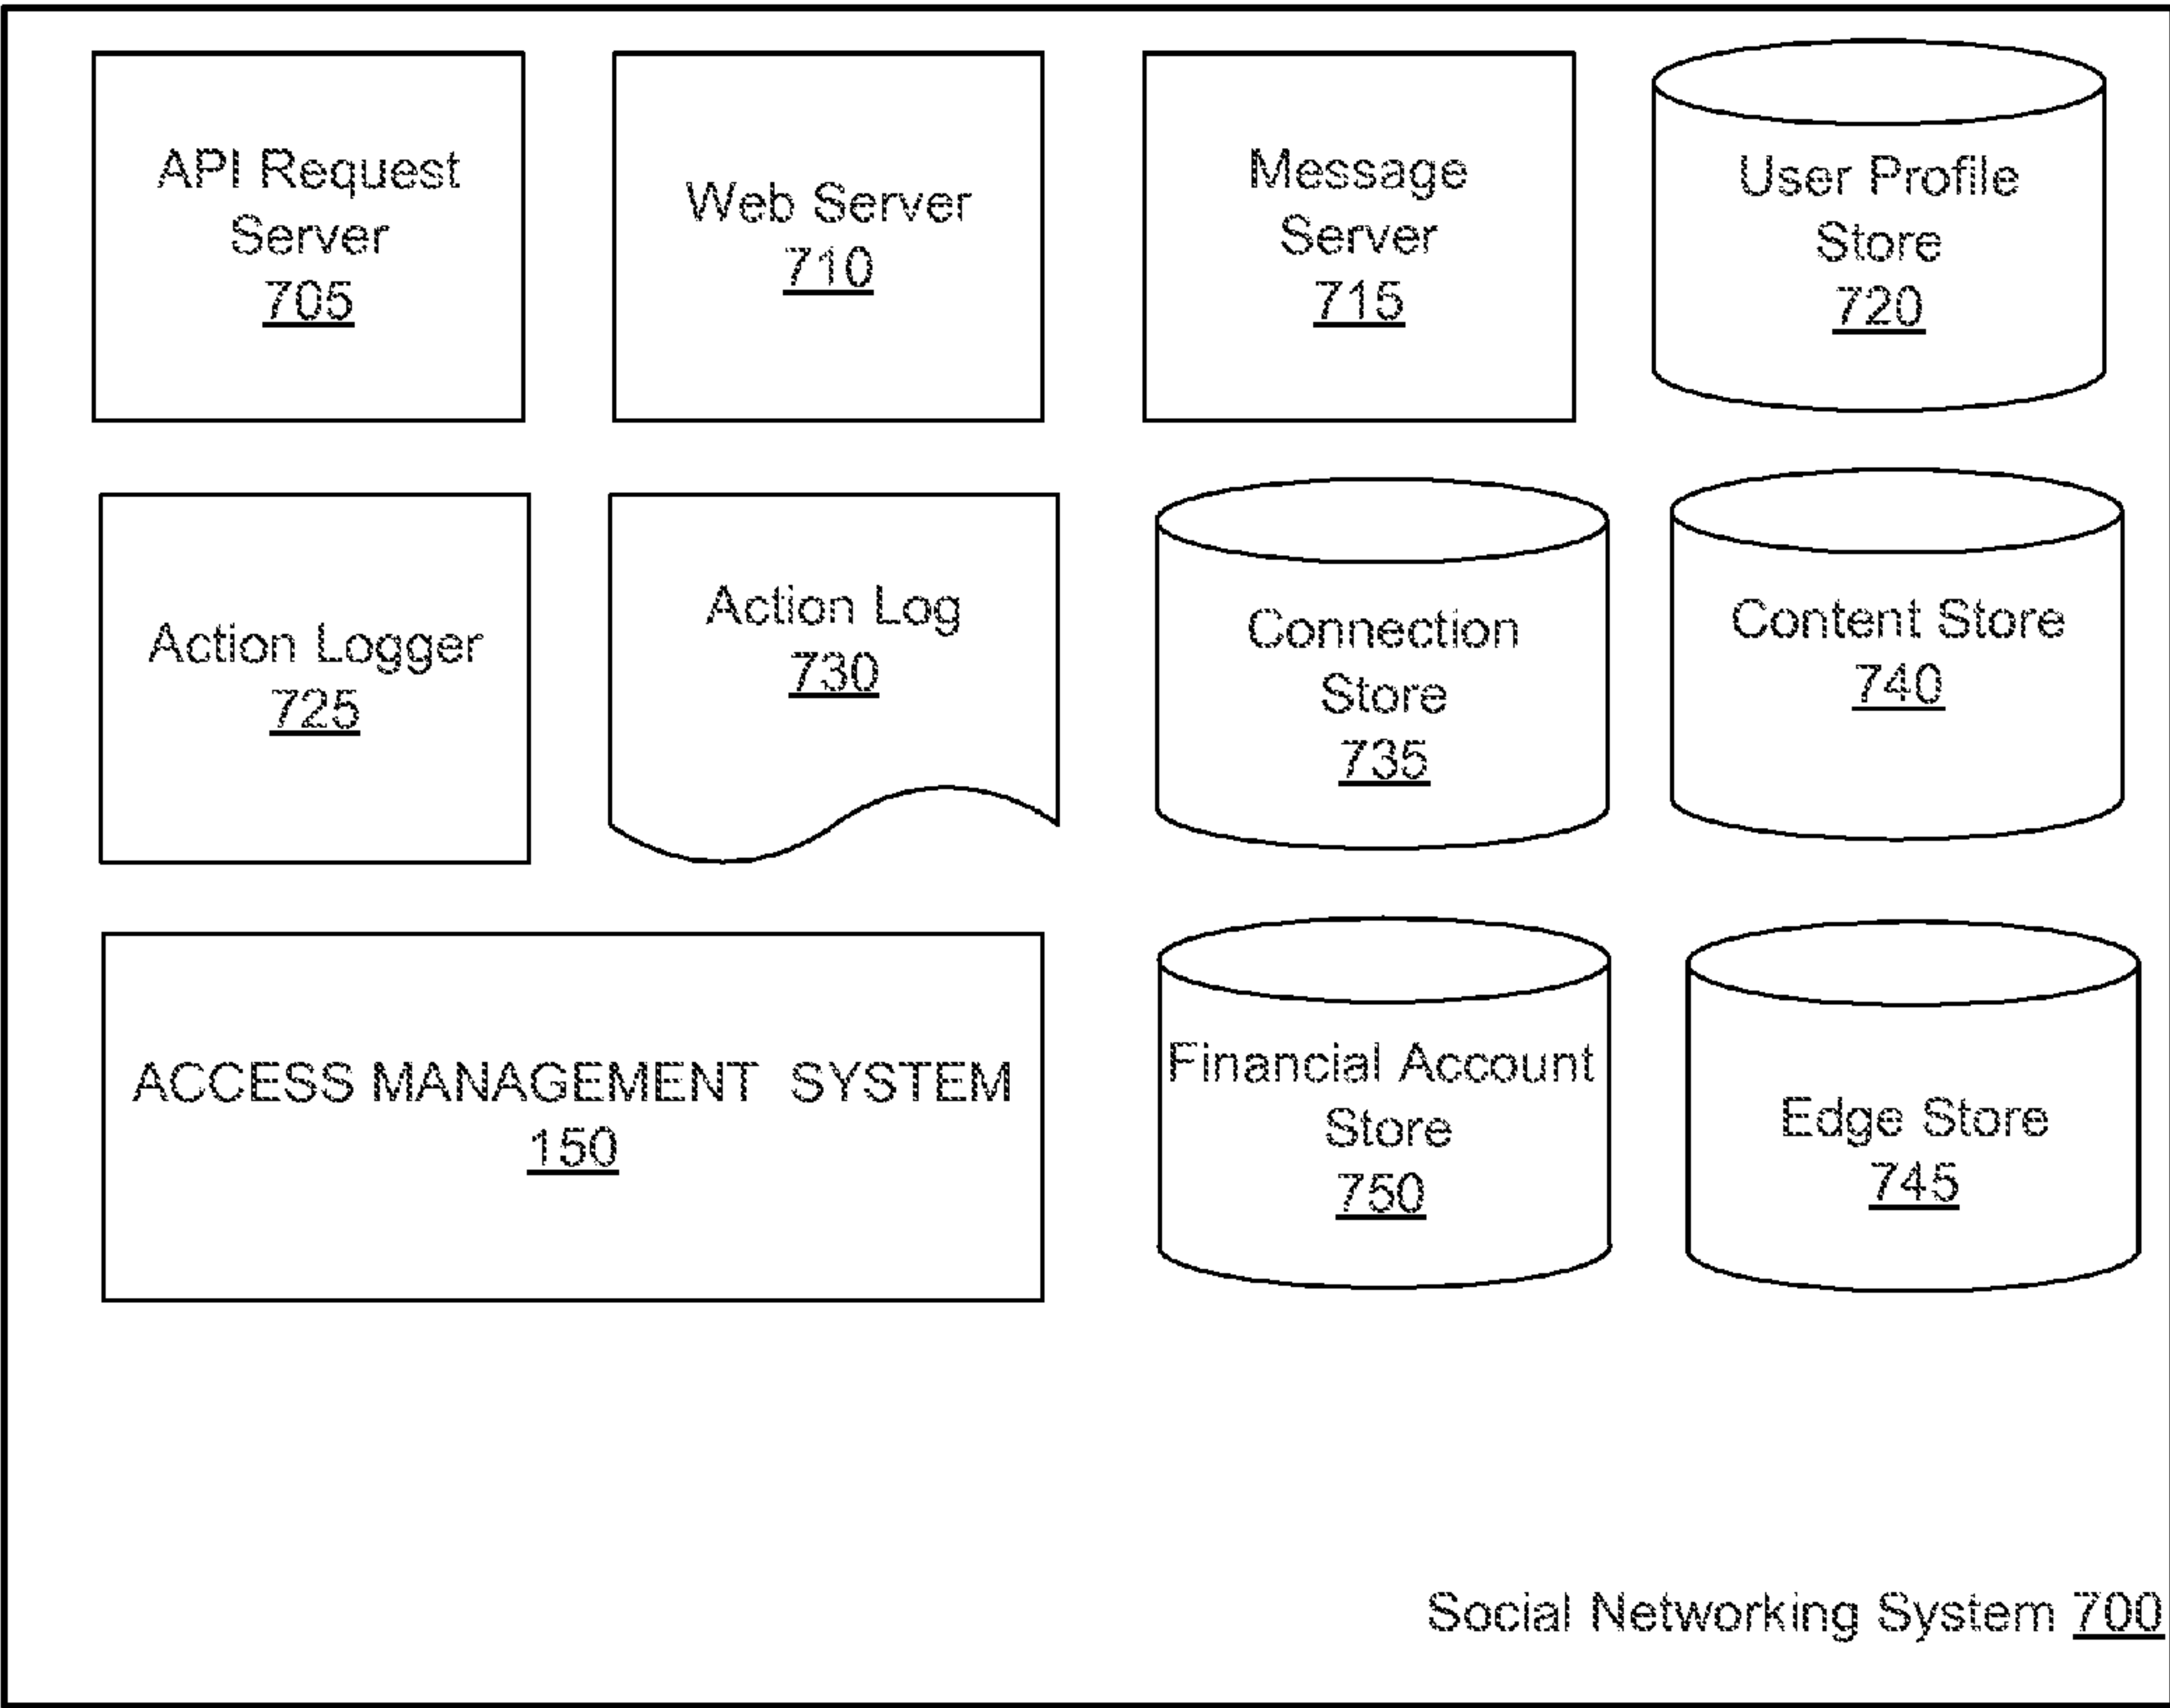 API Request
Server
705
Web Server
710
Message
Server
715
User Profile
Store
720
Action Logger
725
Action Log
730
Connection
Store
735
Content Store
740
ACCESS MANAGEMENT SYSTEM
150
Financial Account
Store
750
Edge Store
745
Social Networking System 700